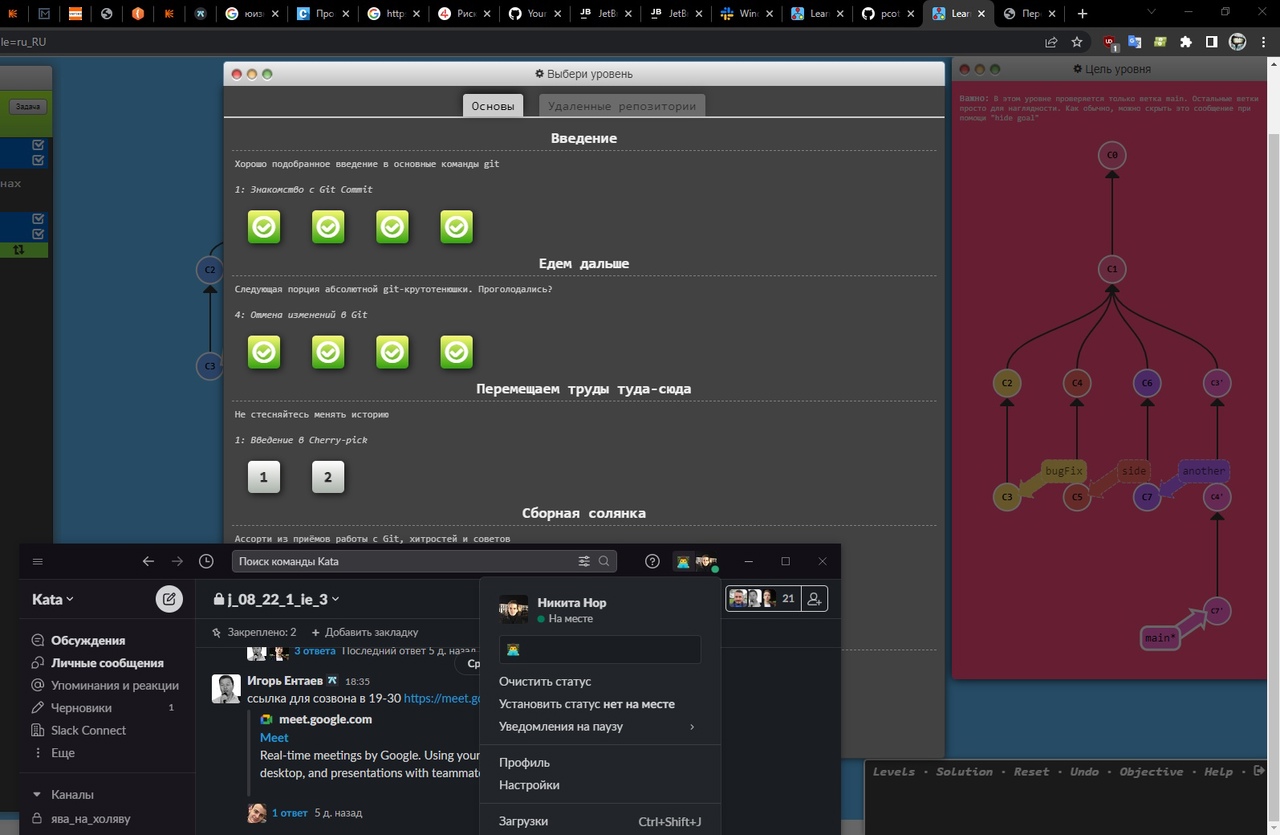 юиз
Про
http
Риск
Your
JetBr
JetBr
Winc
Lear
pcot
Lear
Пер
le=ru_RU
Выбери уровень
Цель уровня
Задача
Основы
Удаленные репозитории
Важно: В этом уровне проверяется только ветка main. Остальные ветки
просто для наглядности. Как обычно, можно скрыть это сообщение при
помощи "hide goal"
Введение
Хорошо подобранное введение в основные команды git
1: Знакомство с Git Commit
нах
Едем дальше
Следующая порция абсолютной git-крутотенюшки. Проголодались?
4: Отмена изменений в Git
Перемещаем труды туда-сюда
Не стесняйтесь менять историю
1: Введение в Cherry-pick
1 2
Сборная солянка
Ассорти из приёмов работы с Git, хитростей и советов
C2
C3
C0
C1
C2 C4 C6 C3'
bugFix side another
C3 C5 C7 C4'
C7'
main*
Поиск команды Kata
Kata
j_08_22_1_ie_3
21
Закреплено: 2
+ Добавить закладку
Обсуждения
Личные сообщения
Упоминания и реакции
Черновики 1
Slack Connect
Еще
Каналы
ява_на_холяву
3 ответа Последний ответ 5 д. назад
Ср
Игорь Ентаев 18:35
ссылка для созвона в 19-30 https://meet.go
meet.google.com
Meet
Real-time meetings by Google. Using your
desktop, and presentations with teammate
1 ответ 5 д. назад
Никита Нор
На месте
Очистить статус
Установить статус нет на месте
Уведомления на паузу
Профиль
Настройки
Загрузки Ctrl+Shift+J
Levels · Solution · Reset · Undo · Objective · Help ·